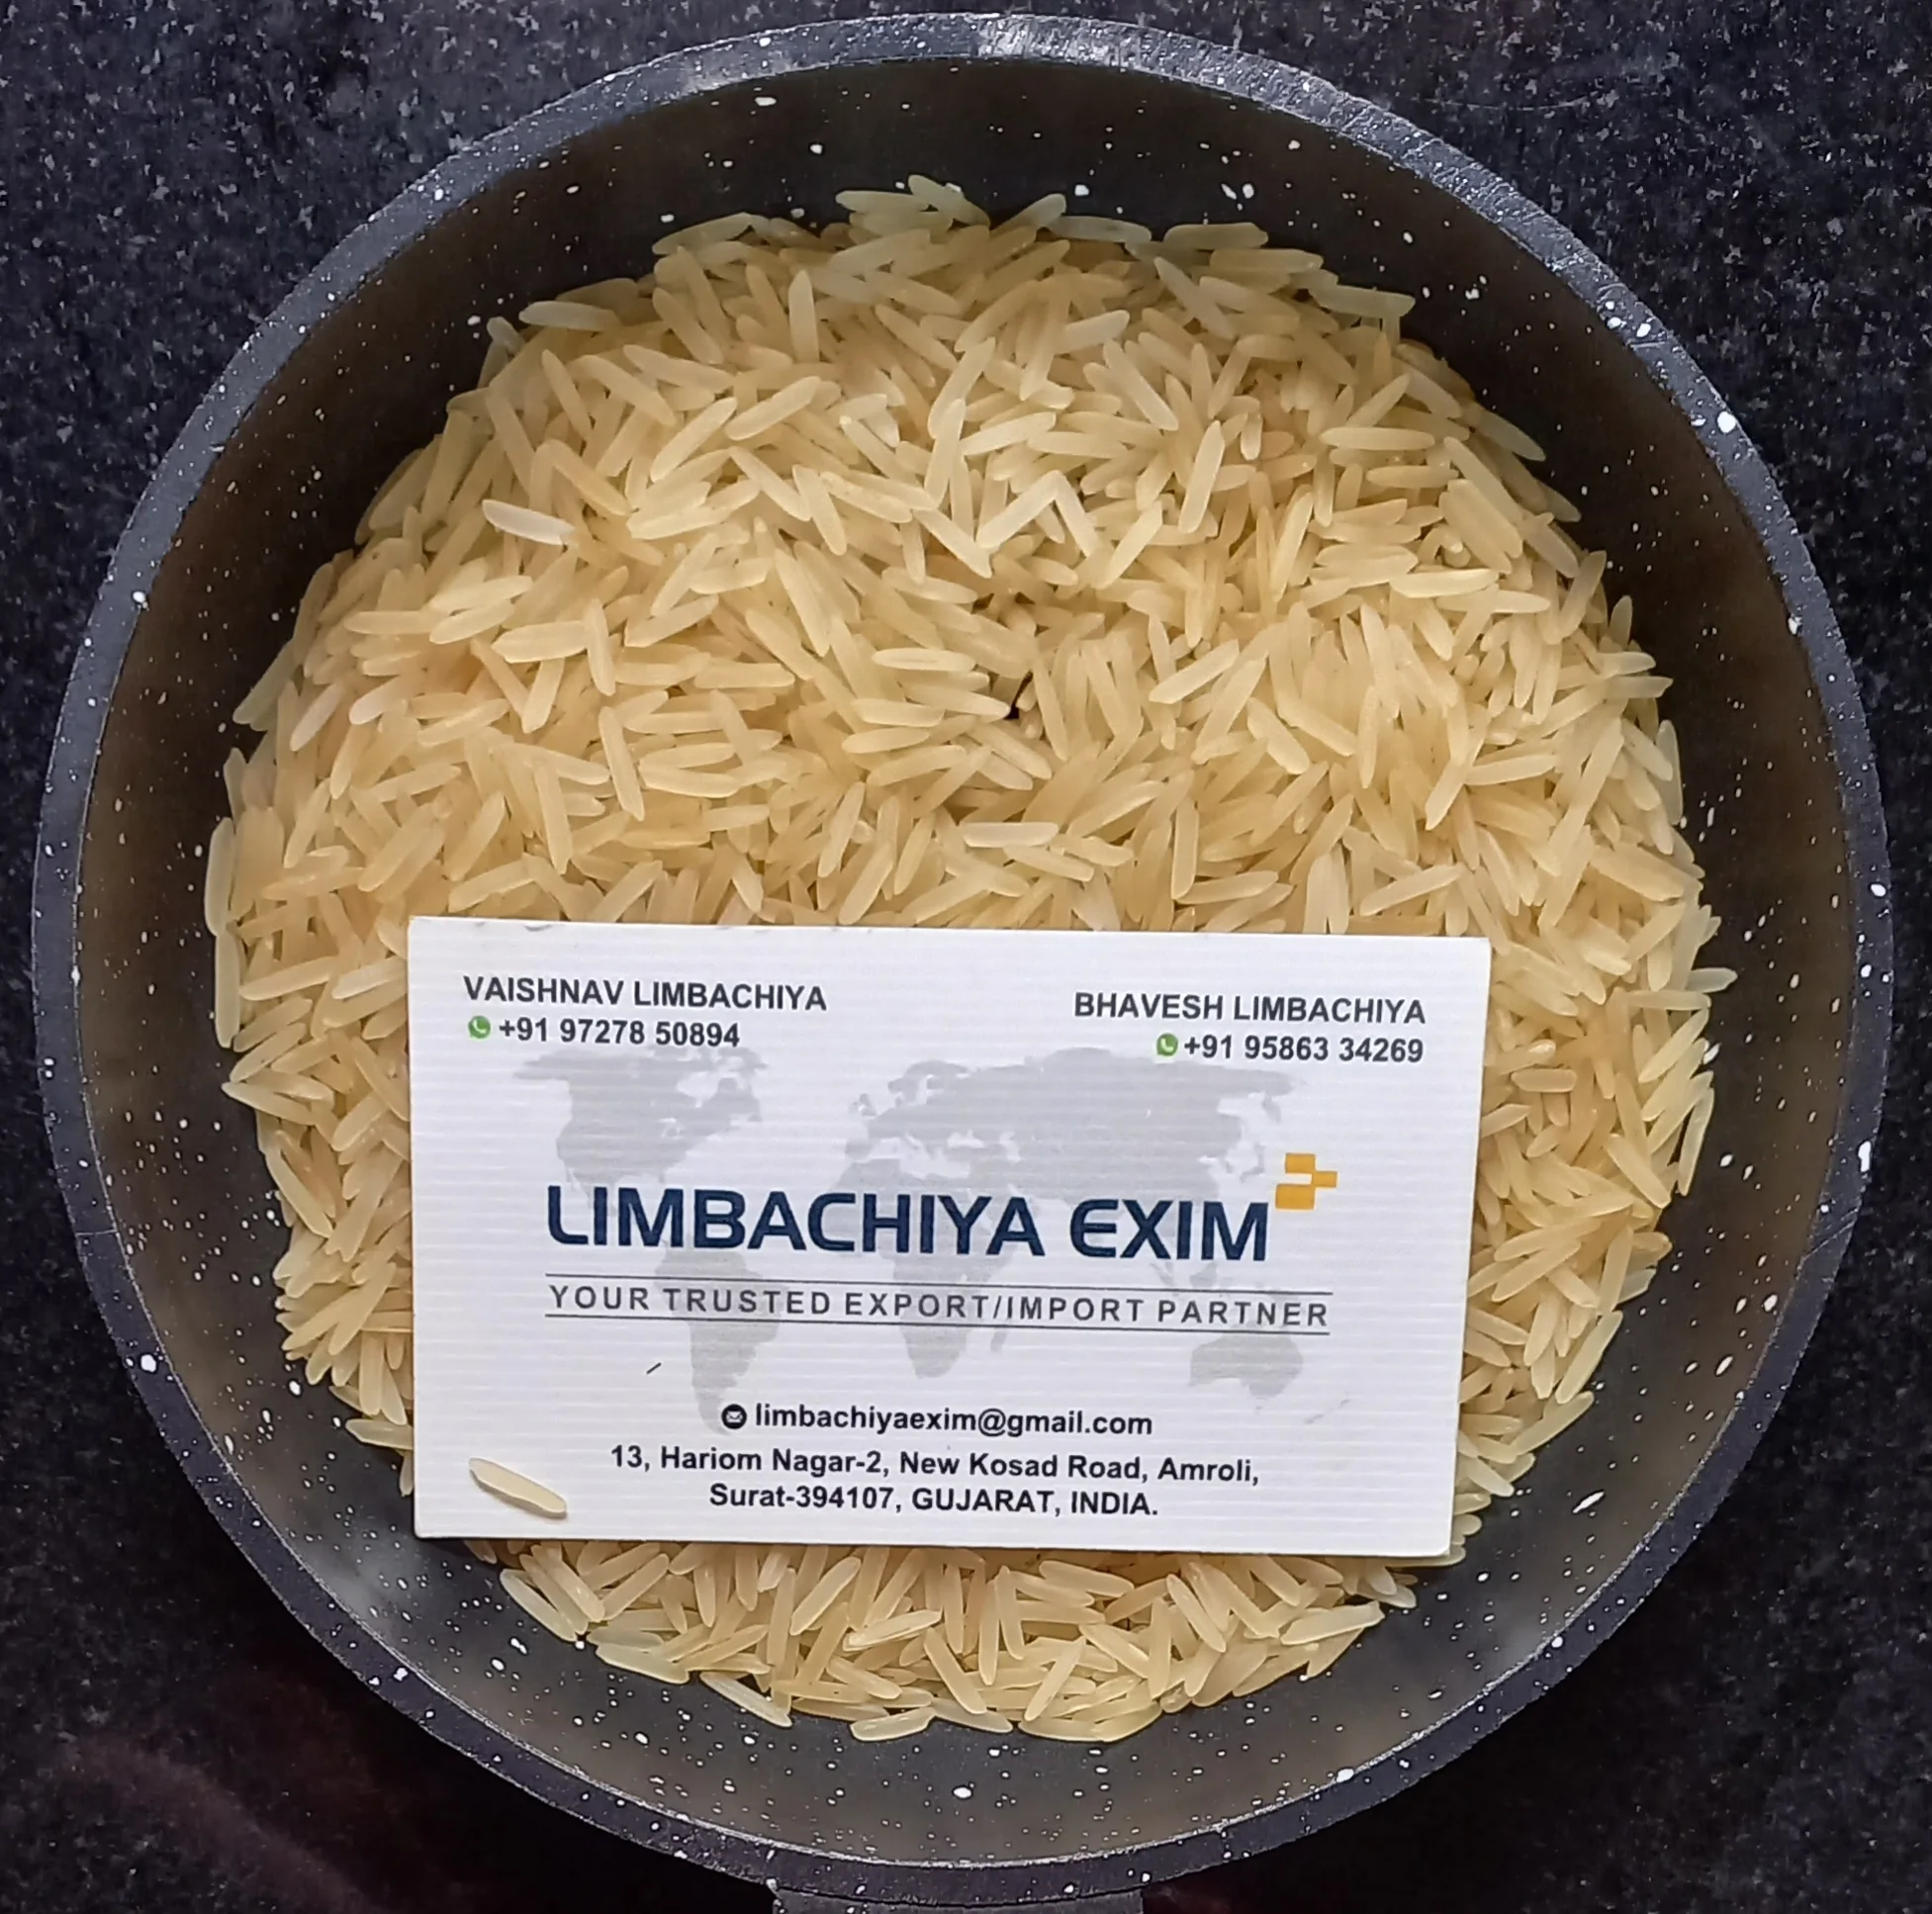 VAISHNAV LIMBACHIYA
+91 97278 50894
BHAVESH LIMBACHIYA
+91 95863 34269
LIMBACHIYA EXIM
YOUR TRUSTED EXPORT/IMPORT PARTNER
limbachiyaexim@gmail.com
13, Hariom Nagar-2, New Kosad Road, Amroli,
Surat-394107, GUJARAT, INDIA.